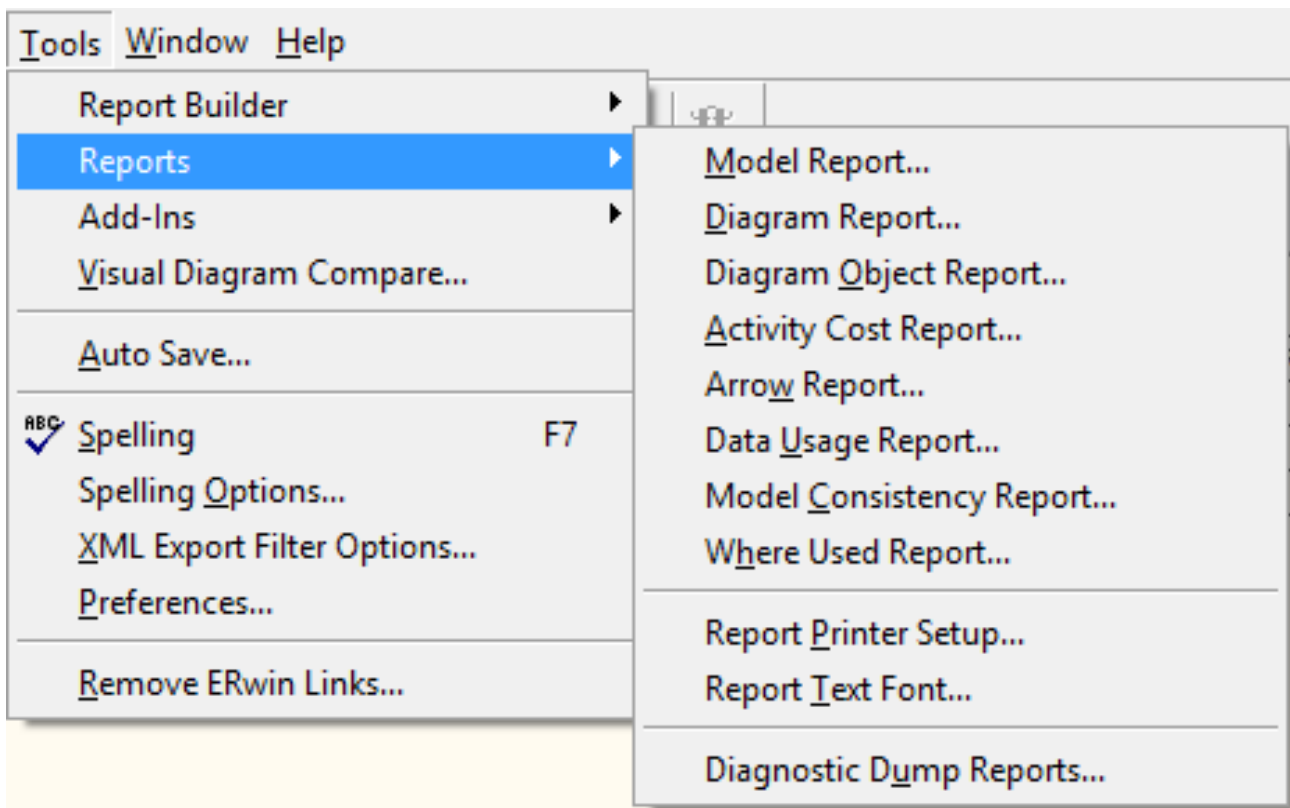 Tools Window Help
Report Builder
Reports
Add-Ins
Visual Diagram Compare...
Auto Save...
ABC Spelling F7
Spelling Options...
XML Export Filter Options...
Preferences...
Remove ERwin Links...
Model Report...
Diagram Report...
Diagram Object Report...
Activity Cost Report...
Arrow Report...
Data Usage Report...
Model Consistency Report...
Where Used Report...
Report Printer Setup...
Report Text Font...
Diagnostic Dump Reports...